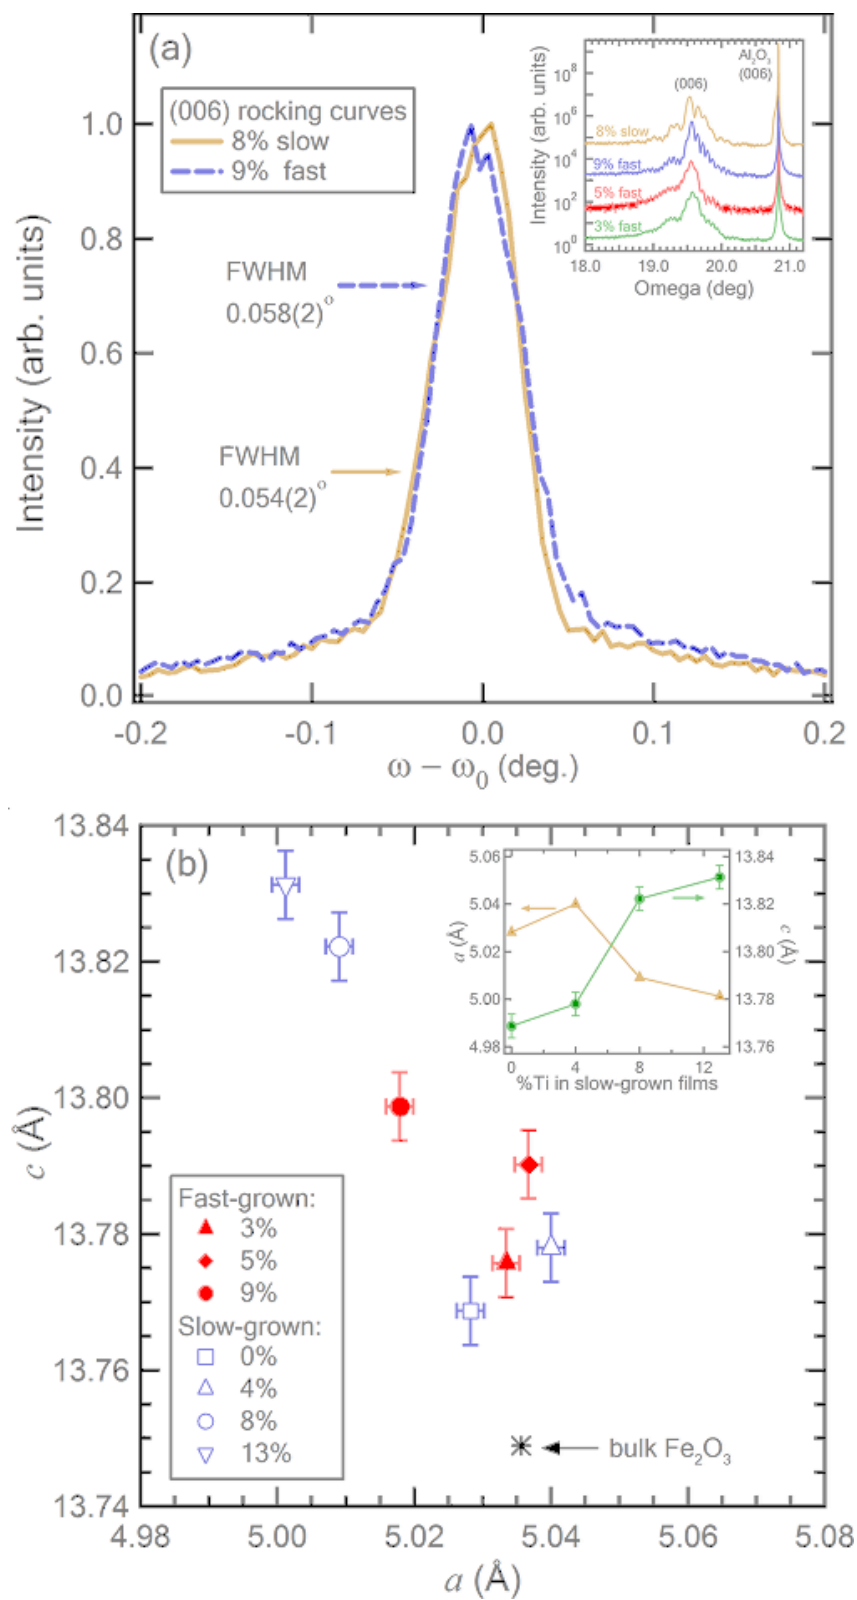 (a)
(006) rocking curves
8% slow
9% fast
FWHM
0.058(2)°
FWHM
0.054(2)°
Intensity (arb. units)
1.0
0.8
0.6
0.4
0.2
0.0
-0.2 -0.1 0.0 0.1 0.2
ω − ω₀ (deg.)
Intensity (arb. units)
10⁸
10⁶
10⁴
10²
10⁰
Al₂O₃
(006)
(006)
8% slow
9% fast
5% fast
3% fast
18.0 19.0 20.0 21.0
Omega (deg)
(b)
c (Å)
13.84
13.82
13.80
13.78
13.76
13.74
4.98 5.00 5.02 5.04 5.06 5.08
a (Å)
Fast-grown:
3%
5%
9%
Slow-grown:
0%
4%
8%
13%
bulk Fe₂O₃
a (Å)
5.06
5.04
5.02
5.00
4.98
13.84
13.82
13.80
13.78
13.76
c (Å)
0 4 8 12
%Ti in slow-grown films